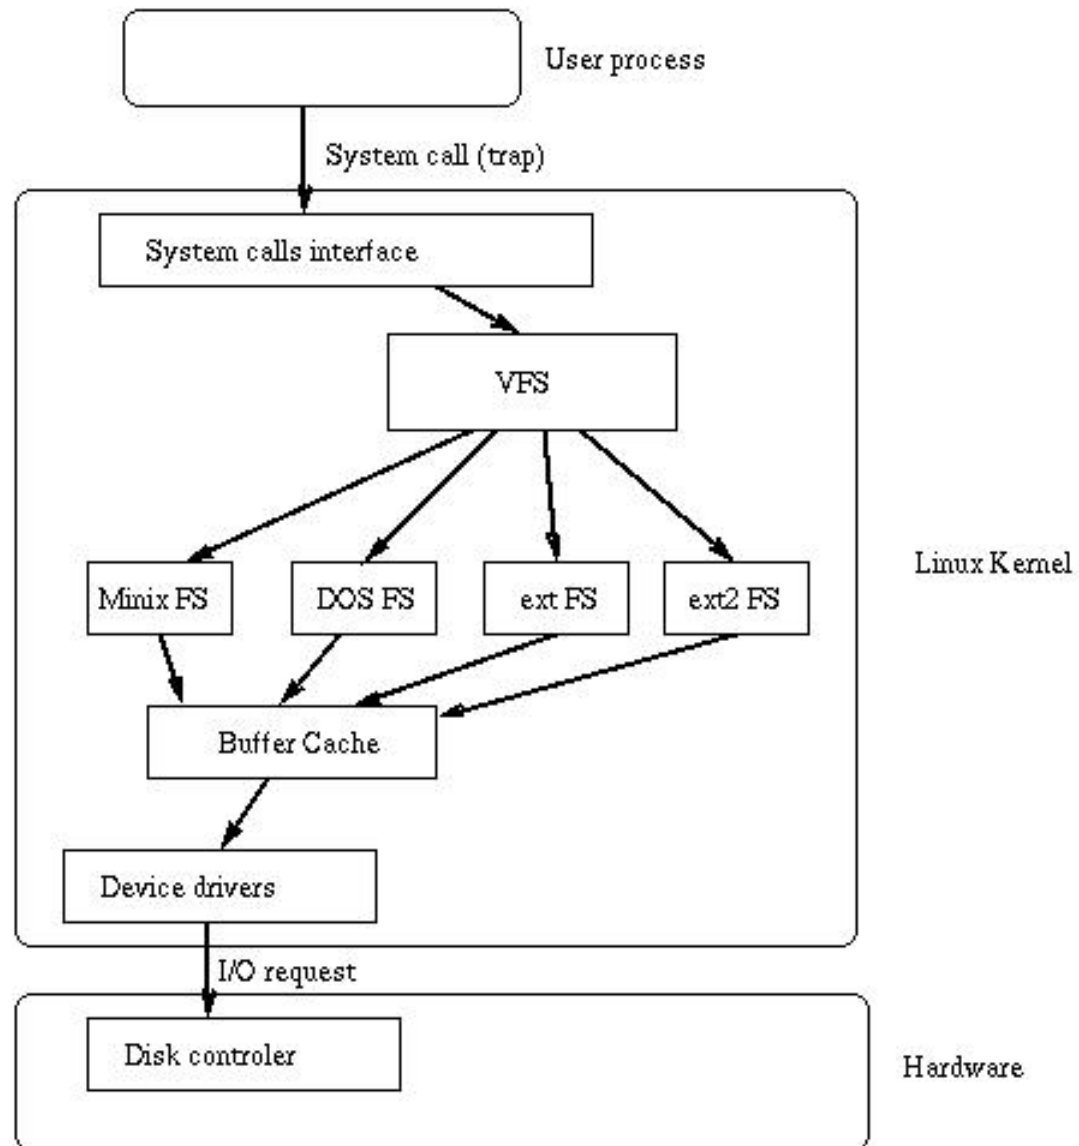 User process
System call (trap)
System calls interface
VFS
Linux Kernel
Minix FS
DOS FS
ext FS
ext2 FS
Buffer Cache
Device drivers
I/O request
Disk controler
Hardware